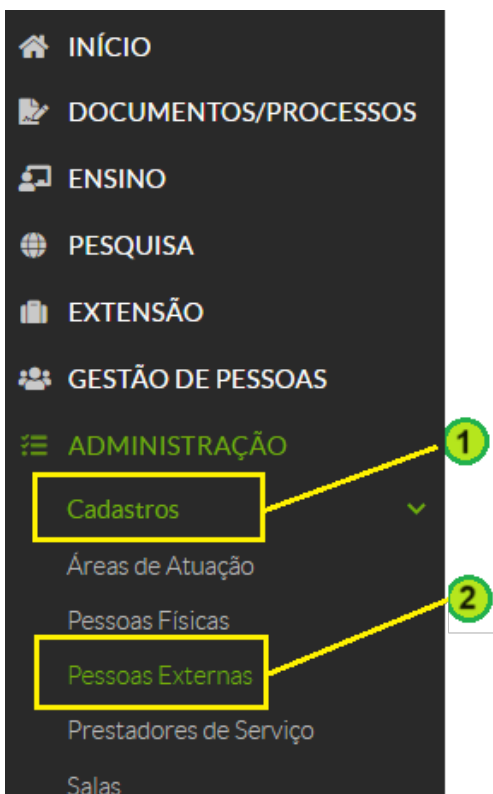 INÍCIO
DOCUMENTOS/PROCESSOS
ENSINO
PESQUISA
EXTENSÃO
GESTÃO DE PESSOAS
ADMINISTRAÇÃO
1
Cadastros
Áreas de Atuação
2
Pessoas Físicas
Pessoas Externas
Prestadores de Serviço
Salas